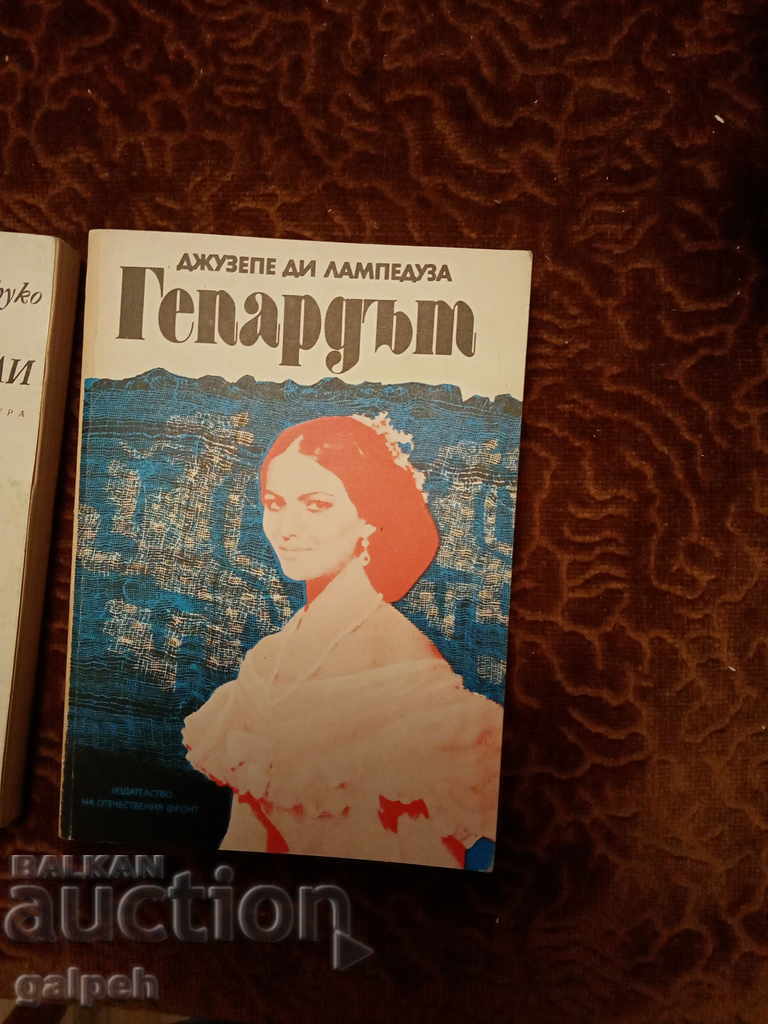 ДЖУЗЕПЕ ДИ ЛАМПЕДУЗА
Гепардът
ИЗДАТЕЛСТВО
НА ОТЕЧЕСТВЕНИЯ ФРОНТ
BALKAN
auction
galpeh